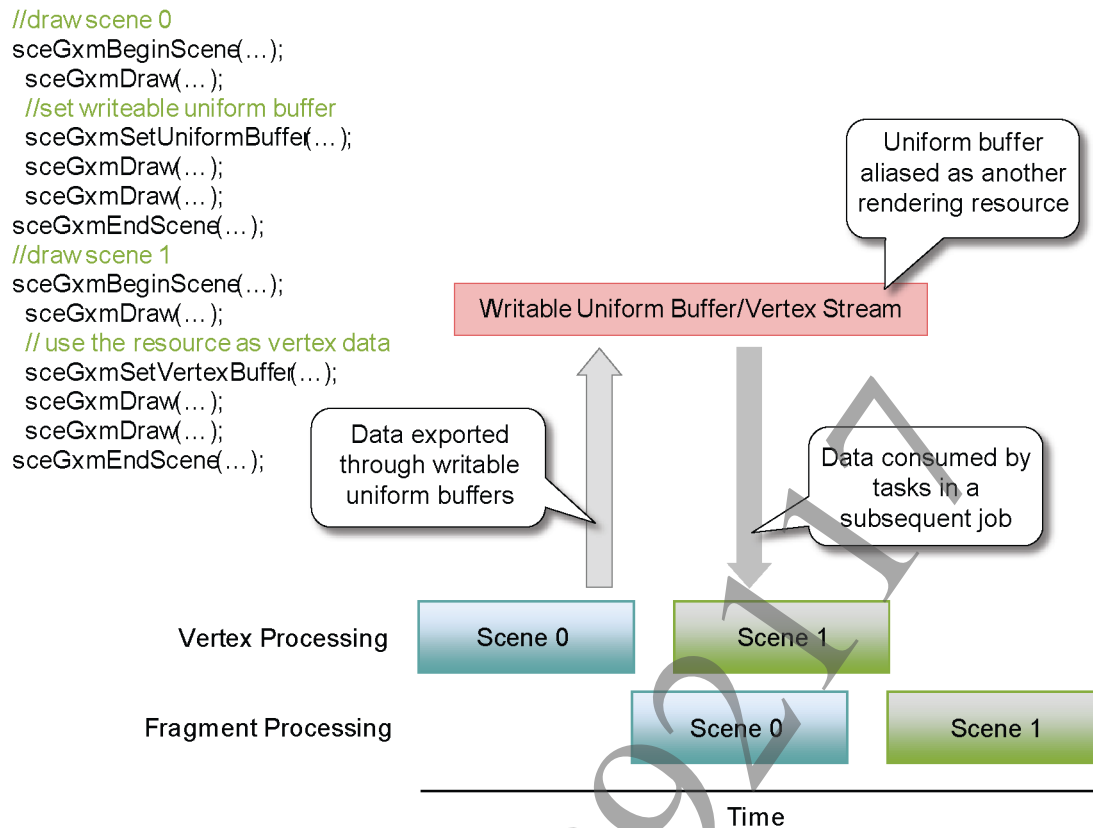 //draw scene 0
sceGxmBeginScene(…);
sceGxmDraw(…);
//set writeable uniform buffer
sceGxmSetUniformBuffer(…);
sceGxmDraw(…);
sceGxmDraw(…);
sceGxmEndScene(…);
//draw scene 1
sceGxmBeginScene(…);
sceGxmDraw(…);
// use the resource as vertex data
sceGxmSetVertexBuffer(…);
sceGxmDraw(…);
sceGxmDraw(…);
sceGxmEndScene(…);
Uniform buffer
aliased as another
rendering resource
Writable Uniform Buffer/Vertex Stream
Data exported
through writable
uniform buffers
Data consumed by
tasks in a
subsequent job
Vertex Processing
Scene 0
Scene 1
Fragment Processing
Scene 0
Scene 1
Time